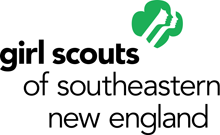 girl scouts
of southeastern
new england